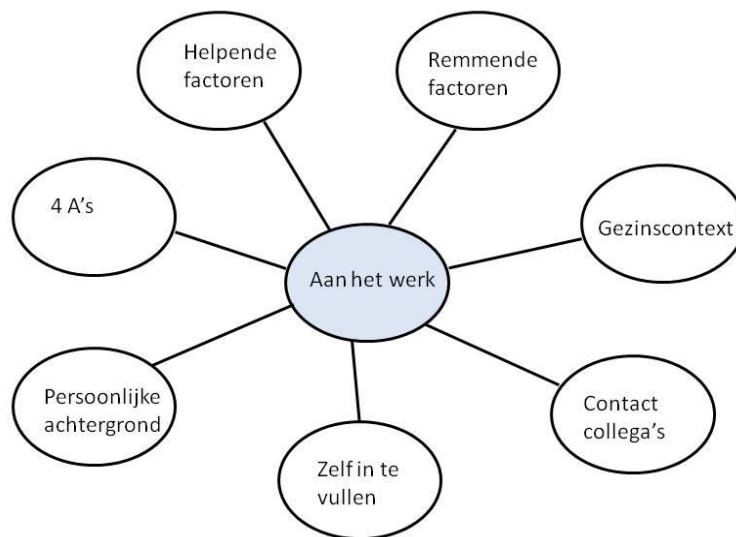 Helpende
factoren
Remmende
factoren
4 A's
Gezinscontext
Aan het werk
Persoonlijke
achtergrond
Contact
collega's
Zelf in te
vullen